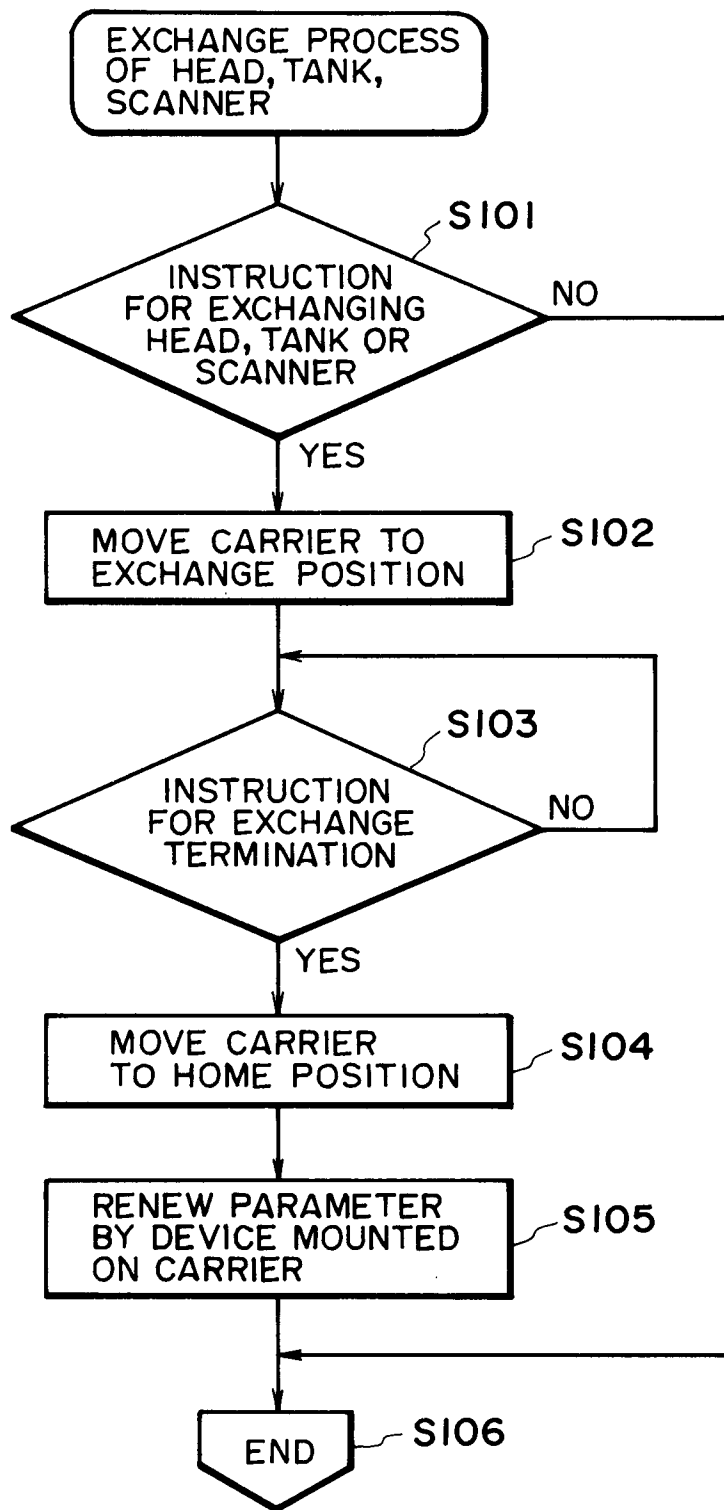 EXCHANGE PROCESS
OF HEAD, TANK,
SCANNER
S101
INSTRUCTION
FOR EXCHANGING
HEAD, TANK OR
SCANNER
NO
YES
MOVE CARRIER TO
EXCHANGE POSITION
S102
S103
INSTRUCTION
FOR EXCHANGE
TERMINATION
NO
YES
MOVE CARRIER
TO HOME POSITION
S104
RENEW PARAMETER
BY DEVICE MOUNTED
ON CARRIER
S105
END
S106